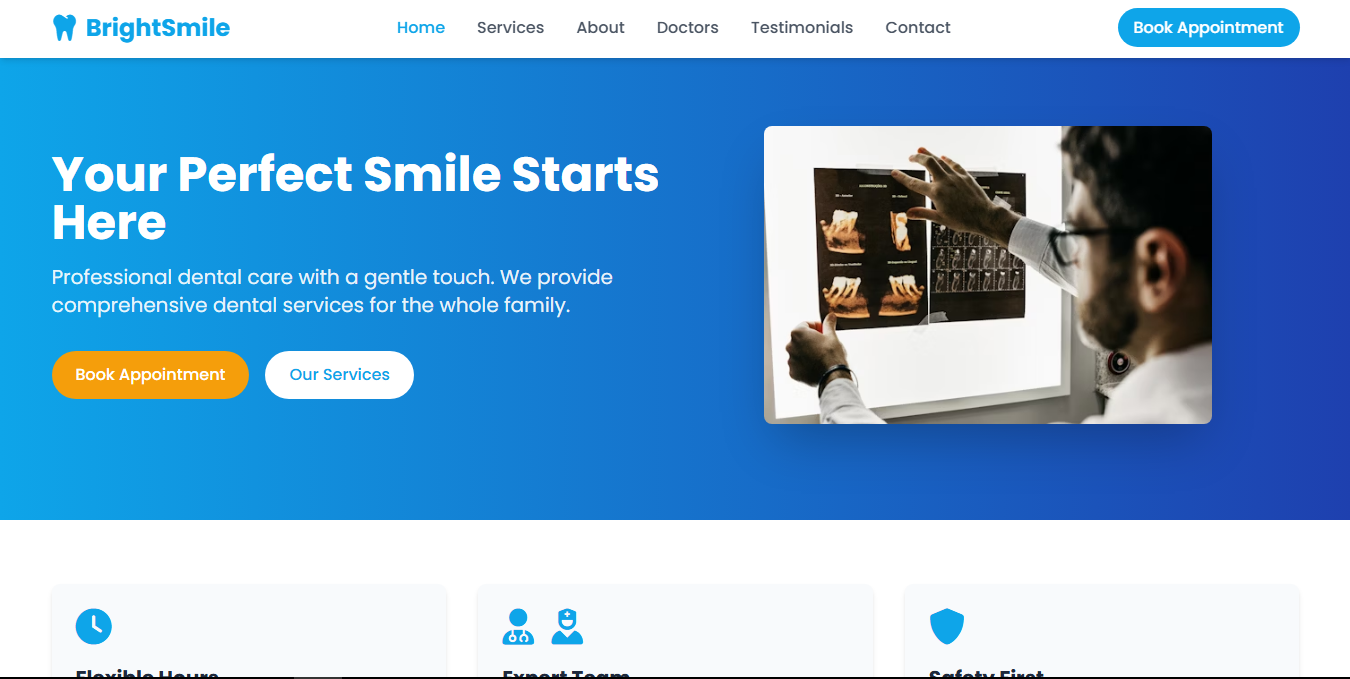 BrightSmile
Home Services About Doctors Testimonials Contact
Book Appointment
Your Perfect Smile Starts
Here
Professional dental care with a gentle touch. We provide
comprehensive dental services for the whole family.
Book Appointment
Our Services
Flexible Hours
Expert Team
Safety First